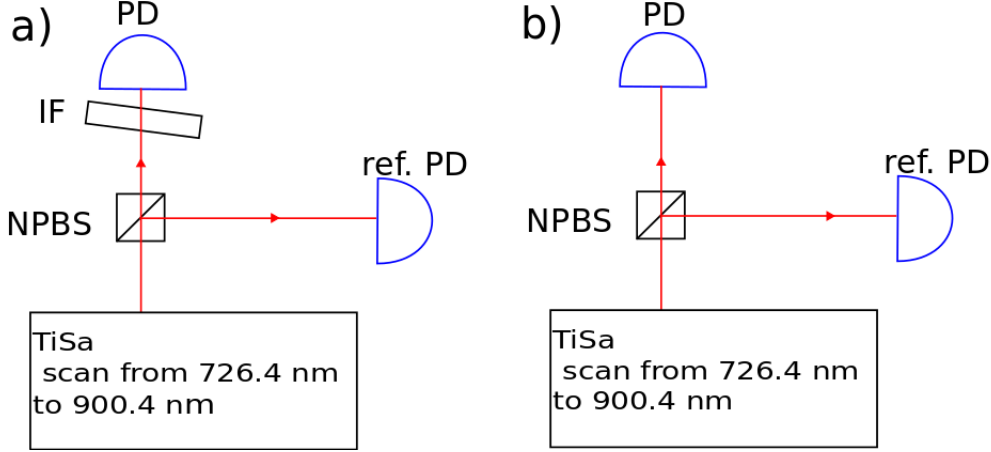 a)
PD
IF
ref. PD
NPBS
TiSa
scan from 726.4 nm
to 900.4 nm
b)
PD
ref. PD
NPBS
TiSa
scan from 726.4 nm
to 900.4 nm